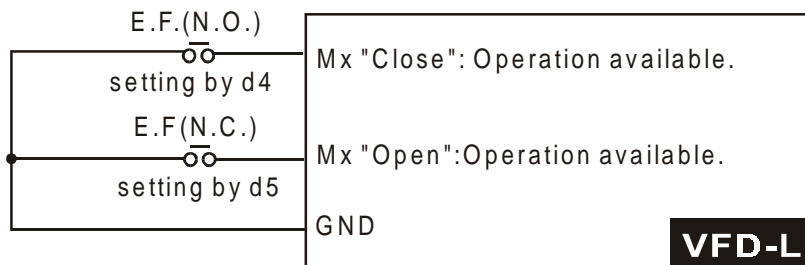 E.F.(N.O.)
Mx "Close": Operation available.
setting by d4
E.F(N.C.)
Mx "Open":Operation available.
setting by d5
GND
VFD-L